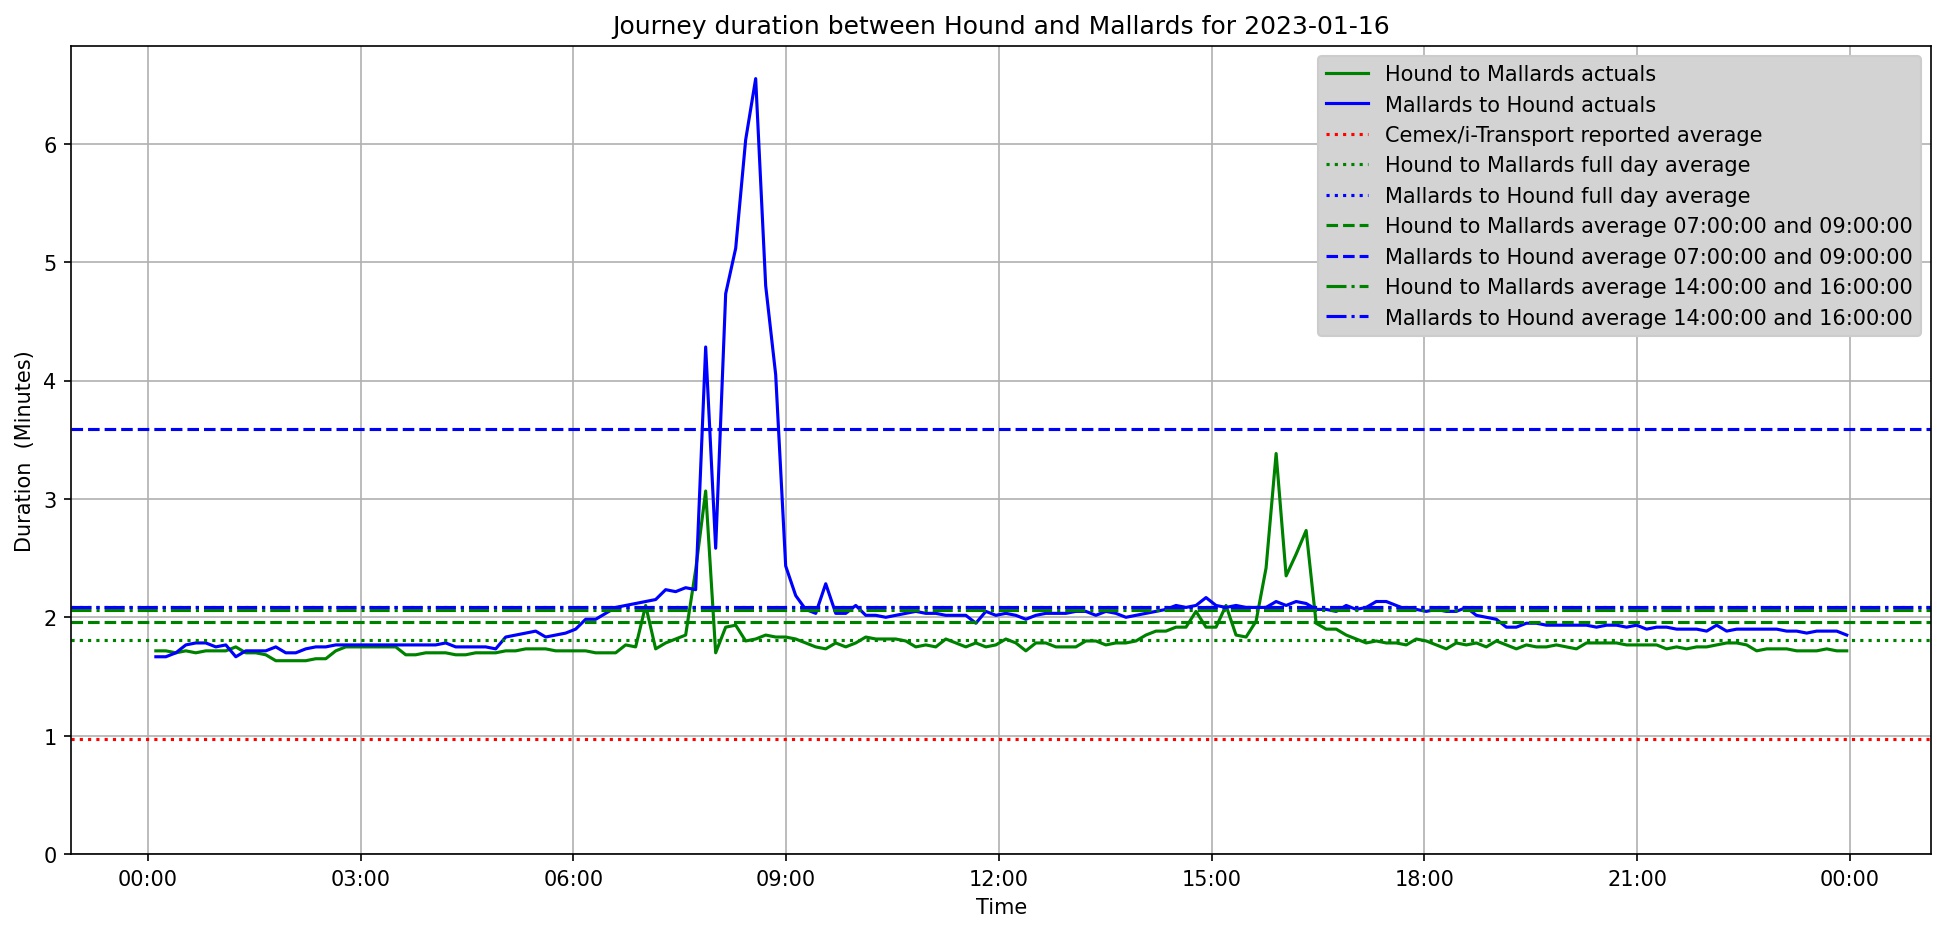 Journey duration between Hound and Mallards for 2023-01-16
Hound to Mallards actuals
Mallards to Hound actuals
Cemex/i-Transport reported average
Hound to Mallards full day average
Mallards to Hound full day average
Hound to Mallards average 07:00:00 and 09:00:00
Mallards to Hound average 07:00:00 and 09:00:00
Hound to Mallards average 14:00:00 and 16:00:00
Mallards to Hound average 14:00:00 and 16:00:00
Duration (Minutes)
6
5
4
3
2
1
0
00:00 03:00 06:00 09:00 12:00 15:00 18:00 21:00 00:00
Time